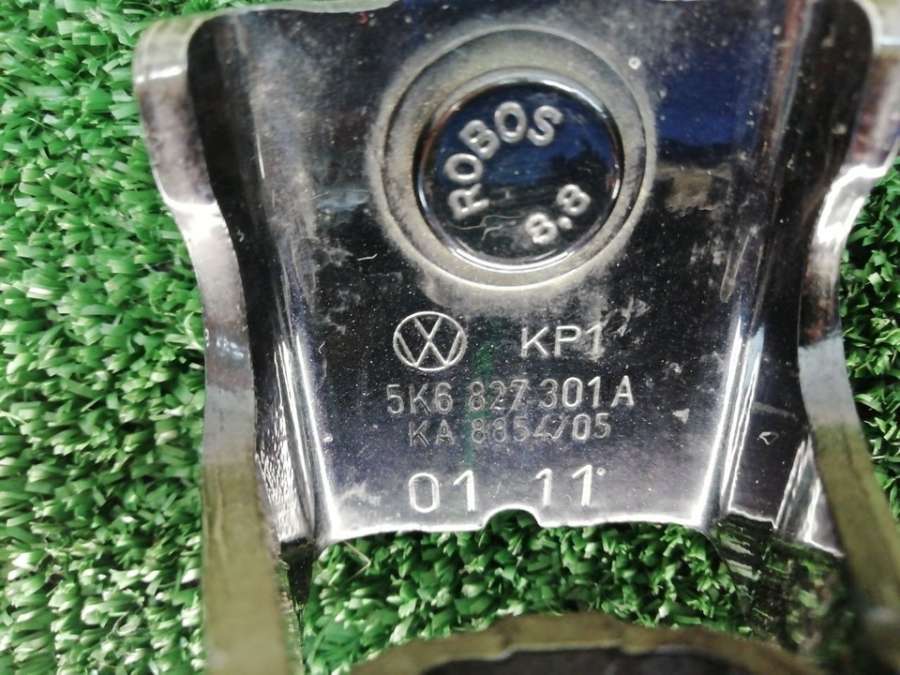 ROBOS
8.8
KP1
5K6 827 301 A
KA 8854/05
01 11